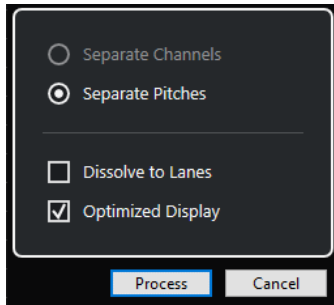 Separate Channels
Separate Pitches
Dissolve to Lanes
Optimized Display
Process Cancel